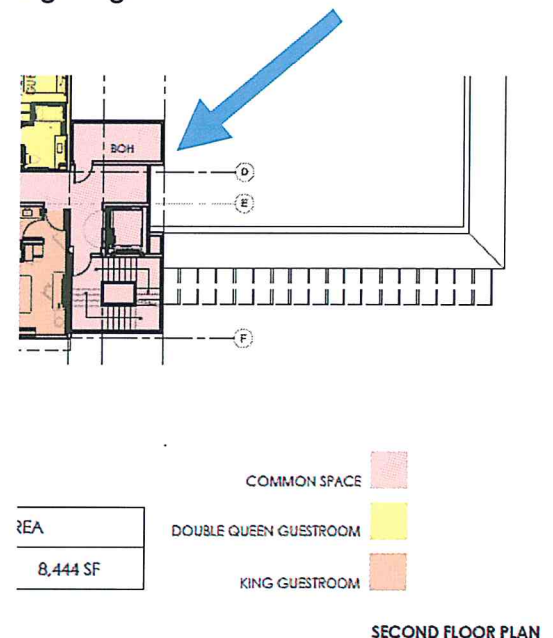 BOH
D
E
F
COMMON SPACE
REA
DOUBLE QUEEN GUESTROOM
8,444 SF
KING GUESTROOM
SECOND FLOOR PLAN